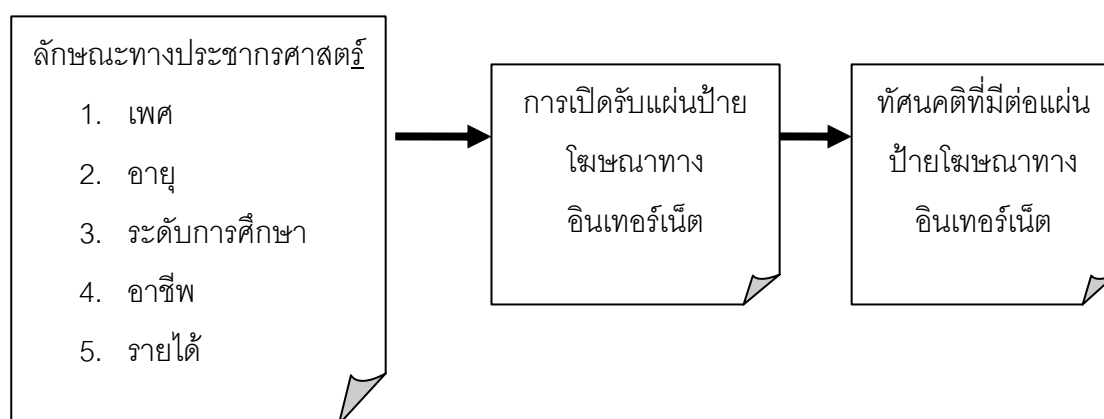 ลักษณะทางประชากรศาสตร์
1. เพศ
2. อายุ
3. ระดับการศึกษา
4. อาชีพ
5. รายได้
การเปิดรับแผ่นป้าย
โฆษณาทาง
อินเทอร์เน็ต
ทัศนคติที่มีต่อแผ่น
ป้ายโฆษณาทาง
อินเทอร์เน็ต